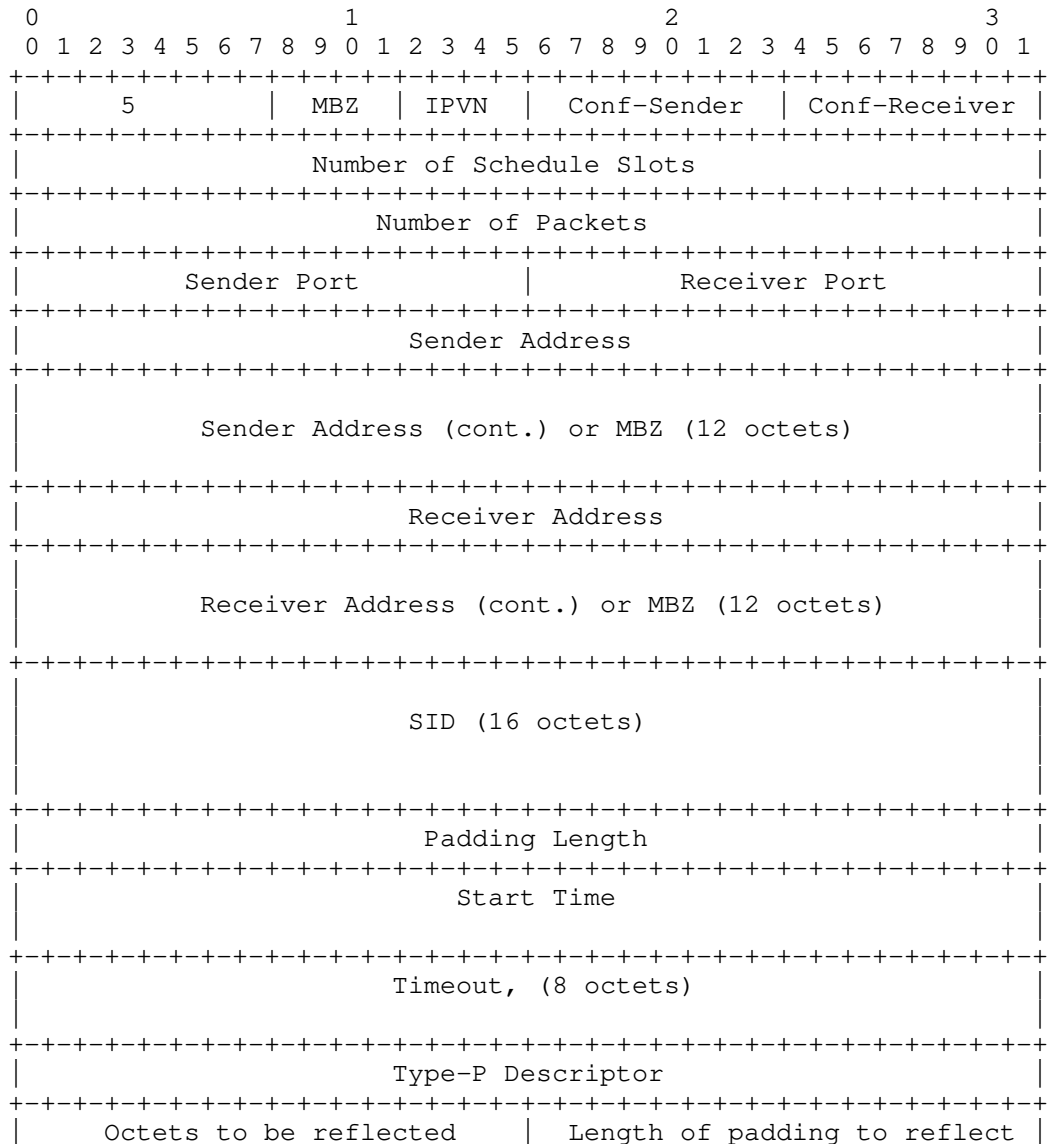 0                   1                   2                   3
0 1 2 3 4 5 6 7 8 9 0 1 2 3 4 5 6 7 8 9 0 1 2 3 4 5 6 7 8 9 0 1
+-+-+-+-+-+-+-+-+-+-+-+-+-+-+-+-+-+-+-+-+-+-+-+-+-+-+-+-+-+-+-+-+
|      5        |  MBZ  | IPVN  |  Conf-Sender  | Conf-Receiver |
+-+-+-+-+-+-+-+-+-+-+-+-+-+-+-+-+-+-+-+-+-+-+-+-+-+-+-+-+-+-+-+-+
|                  Number of Schedule Slots                     |
+-+-+-+-+-+-+-+-+-+-+-+-+-+-+-+-+-+-+-+-+-+-+-+-+-+-+-+-+-+-+-+-+
|                      Number of Packets                        |
+-+-+-+-+-+-+-+-+-+-+-+-+-+-+-+-+-+-+-+-+-+-+-+-+-+-+-+-+-+-+-+-+
|          Sender Port          |         Receiver Port         |
+-+-+-+-+-+-+-+-+-+-+-+-+-+-+-+-+-+-+-+-+-+-+-+-+-+-+-+-+-+-+-+-+
|                        Sender Address                         |
+-+-+-+-+-+-+-+-+-+-+-+-+-+-+-+-+-+-+-+-+-+-+-+-+-+-+-+-+-+-+-+-+
|                                                               |
|           Sender Address (cont.) or MBZ (12 octets)           |
|                                                               |
+-+-+-+-+-+-+-+-+-+-+-+-+-+-+-+-+-+-+-+-+-+-+-+-+-+-+-+-+-+-+-+-+
|                        Receiver Address                       |
+-+-+-+-+-+-+-+-+-+-+-+-+-+-+-+-+-+-+-+-+-+-+-+-+-+-+-+-+-+-+-+-+
|                                                               |
|           Receiver Address (cont.) or MBZ (12 octets)         |
|                                                               |
+-+-+-+-+-+-+-+-+-+-+-+-+-+-+-+-+-+-+-+-+-+-+-+-+-+-+-+-+-+-+-+-+
|                                                               |
|                        SID (16 octets)                        |
|                                                               |
|                                                               |
+-+-+-+-+-+-+-+-+-+-+-+-+-+-+-+-+-+-+-+-+-+-+-+-+-+-+-+-+-+-+-+-+
|                         Padding Length                        |
+-+-+-+-+-+-+-+-+-+-+-+-+-+-+-+-+-+-+-+-+-+-+-+-+-+-+-+-+-+-+-+-+
|                           Start Time                          |
|                                                               |
+-+-+-+-+-+-+-+-+-+-+-+-+-+-+-+-+-+-+-+-+-+-+-+-+-+-+-+-+-+-+-+-+
|                       Timeout, (8 octets)                     |
|                                                               |
+-+-+-+-+-+-+-+-+-+-+-+-+-+-+-+-+-+-+-+-+-+-+-+-+-+-+-+-+-+-+-+-+
|                       Type-P Descriptor                       |
+-+-+-+-+-+-+-+-+-+-+-+-+-+-+-+-+-+-+-+-+-+-+-+-+-+-+-+-+-+-+-+-+
|     Octets to be reflected    |  Length of padding to reflect |